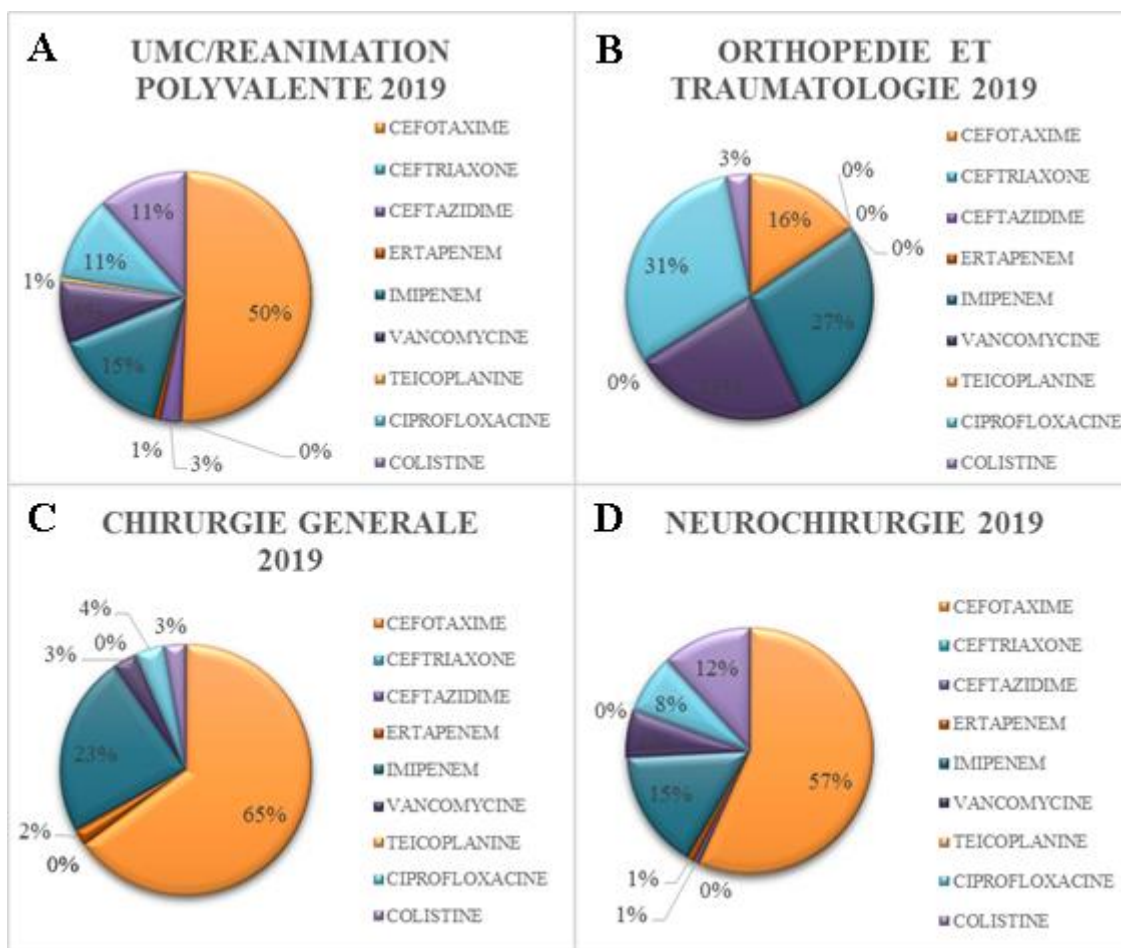 A
UMC/REANIMATION
POLYVALENTE 2019
CEFOTAXIME
CEFTRIAXONE
CEFTAZIDIME
ERTAPENEM
IMIPENEM
VANCOMYCINE
TEICOPLANINE
CIPROFLOXACINE
COLISTINE
11%
11%
1%
50%
15%
1%
3%
0%
B
ORTHOPEDIE ET
TRAUMATOLOGIE 2019
CEFOTAXIME
CEFTRIAXONE
CEFTAZIDIME
ERTAPENEM
IMIPENEM
VANCOMYCINE
TEICOPLANINE
CIPROFLOXACINE
COLISTINE
3%
0%
0%
0%
16%
31%
27%
0%
C
CHIRURGIE GENERALE
2019
CEFOTAXIME
CEFTRIAXONE
CEFTAZIDIME
ERTAPENEM
IMIPENEM
VANCOMYCINE
TEICOPLANINE
CIPROFLOXACINE
COLISTINE
4%
3%
0%
3%
23%
65%
2%
0%
D
NEUROCHIRURGIE 2019
CEFOTAXIME
CEFTRIAXONE
CEFTAZIDIME
ERTAPENEM
IMIPENEM
VANCOMYCINE
TEICOPLANINE
CIPROFLOXACINE
COLISTINE
12%
8%
0%
57%
15%
1%
1%
0%